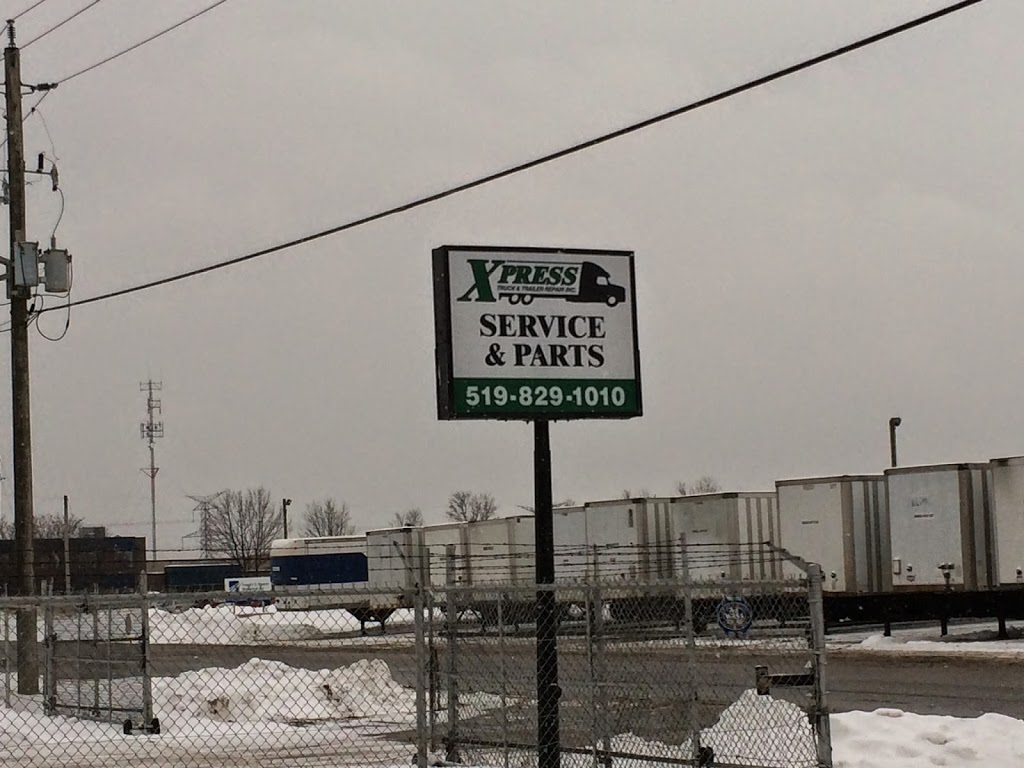 XPRESS
TRUCK & TRAILER REPAIR INC.
SERVICE
& PARTS
519-829-1010